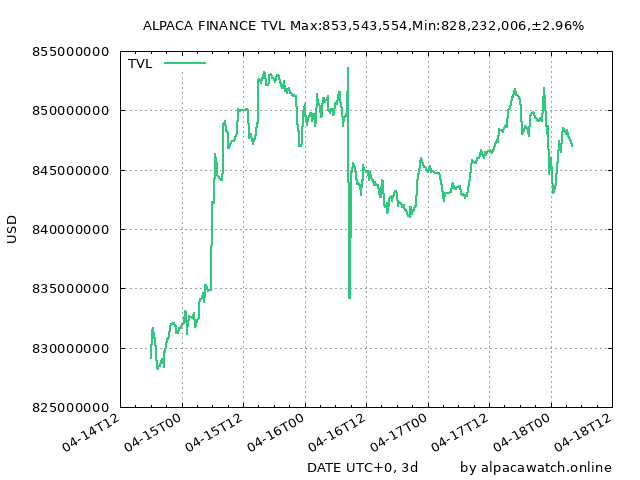 ALPACA FINANCE TVL Max:853,543,554,Min:828,232,006,±2.96%
TVL
855000000
850000000
845000000
840000000
835000000
830000000
825000000
USD
04-14T12
04-15T00
04-15T12
04-16T00
04-16T12
04-17T00
04-17T12
04-18T00
04-18T12
DATE UTC+0, 3d
by alpacawatch.online